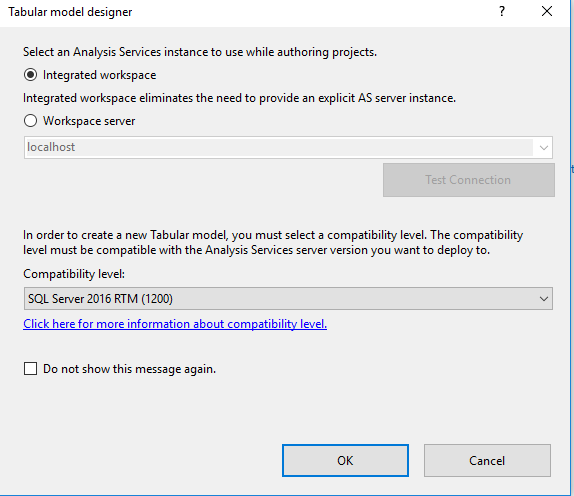 Tabular model designer
?
Select an Analysis Services instance to use while authoring projects.
Integrated workspace
Integrated workspace eliminates the need to provide an explicit AS server instance.
Workspace server
localhost
Test Connection
In order to create a new Tabular model, you must select a compatibility level. The compatibility
level must be compatible with the Analysis Services server version you want to deploy to.
Compatibility level:
SQL Server 2016 RTM (1200)
Click here for more information about compatibility level.
Do not show this message again.
OK
Cancel